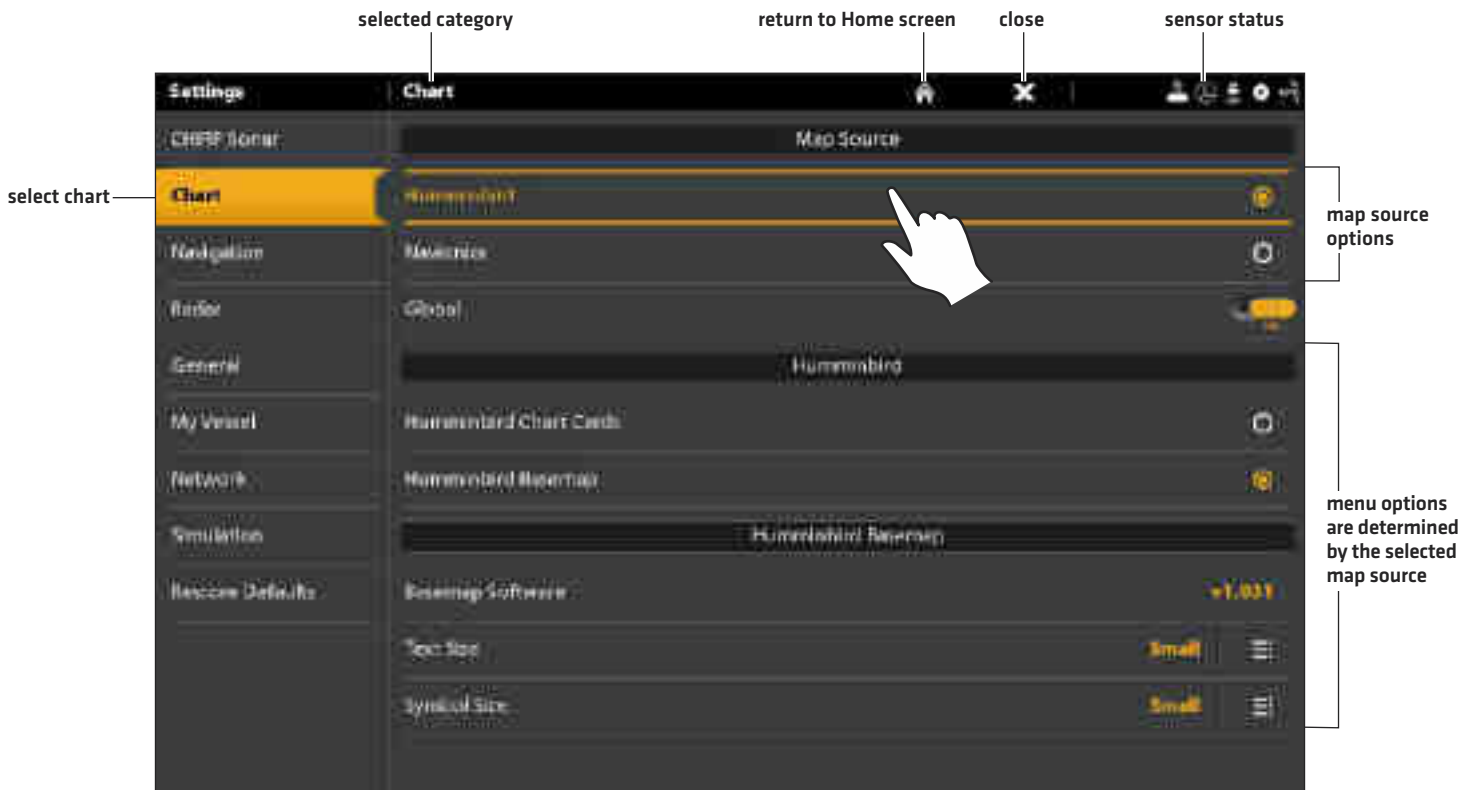 selected category
return to Home screen
close
sensor status
Settings
Chart
CHIRP Sonar
Map Source
select chart
Chart
Humminbird
map source
options
Navigation
Navionics
Radar
Global
General
Humminbird
My Vessel
Humminbird Chart Cards
Network
Humminbird Basemap
menu options
are determined
by the selected
map source
Simulation
Humminbird Basemap
Restore Defaults
Basemap Software
v1.031
Text Size
Small
Symbol Size
Small